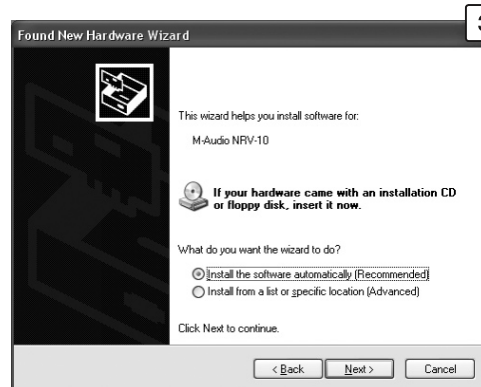 3
Found New Hardware Wizard
This wizard helps you install software for:
M-Audio NRV-10
If your hardware came with an installation CD
or floppy disk, insert it now.
What do you want the wizard to do?
Install the software automatically (Recommended)
Install from a list or specific location (Advanced)
Click Next to continue.
< Back Next > Cancel